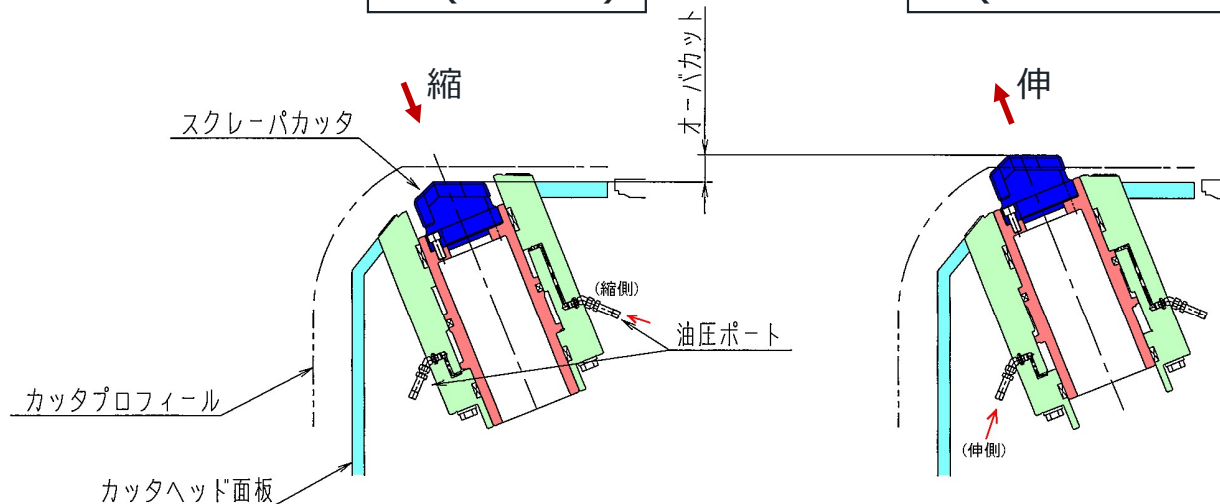 縮
スクレーパカッタ
オーバカット
伸
(縮側)
油圧ポート
カッタプロフィール
(伸側)
カッタヘッド面板